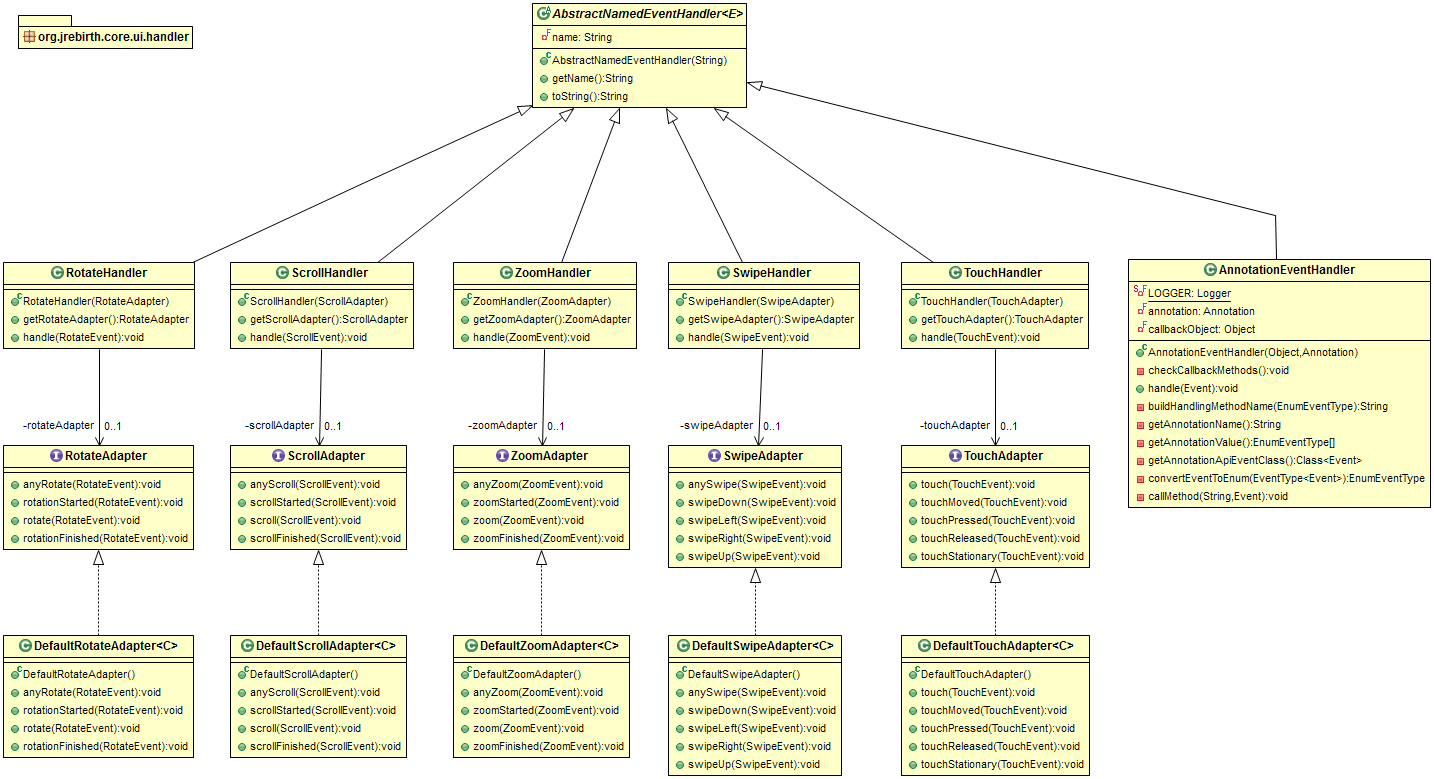 org.jrebirth.core.ui.handler
AbstractNamedEventHandler<E>
name: String
AbstractNamedEventHandler(String)
getName():String
toString():String
RotateHandler
RotateHandler(RotateAdapter)
getRotateAdapter():RotateAdapter
handle(RotateEvent):void
ScrollHandler
ScrollHandler(ScrollAdapter)
getScrollAdapter():ScrollAdapter
handle(ScrollEvent):void
ZoomHandler
ZoomHandler(ZoomAdapter)
getZoomAdapter():ZoomAdapter
handle(ZoomEvent):void
SwipeHandler
SwipeHandler(SwipeAdapter)
getSwipeAdapter():SwipeAdapter
handle(SwipeEvent):void
TouchHandler
TouchHandler(TouchAdapter)
getTouchAdapter():TouchAdapter
handle(TouchEvent):void
AnnotationEventHandler
LOGGER: Logger
annotation: Annotation
callbackObject: Object
AnnotationEventHandler(Object,Annotation)
checkCallbackMethods():void
handle(Event):void
buildHandlingMethodName(EnumEventType):String
getAnnotationName():String
getAnnotationValue():EnumEventType[]
getAnnotationApiEventClass():Class<Event>
convertEventToEnum(EventType<Event>):EnumEventType
callMethod(String,Event):void
-rotateAdapter 0..1
-scrollAdapter 0..1
-zoomAdapter 0..1
-swipeAdapter 0..1
-touchAdapter 0..1
RotateAdapter
anyRotate(RotateEvent):void
rotationStarted(RotateEvent):void
rotate(RotateEvent):void
rotationFinished(RotateEvent):void
ScrollAdapter
anyScroll(ScrollEvent):void
scrollStarted(ScrollEvent):void
scroll(ScrollEvent):void
scrollFinished(ScrollEvent):void
ZoomAdapter
anyZoom(ZoomEvent):void
zoomStarted(ZoomEvent):void
zoom(ZoomEvent):void
zoomFinished(ZoomEvent):void
SwipeAdapter
anySwipe(SwipeEvent):void
swipeDown(SwipeEvent):void
swipeLeft(SwipeEvent):void
swipeRight(SwipeEvent):void
swipeUp(SwipeEvent):void
TouchAdapter
touch(TouchEvent):void
touchMoved(TouchEvent):void
touchPressed(TouchEvent):void
touchReleased(TouchEvent):void
touchStationary(TouchEvent):void
DefaultRotateAdapter<C>
DefaultRotateAdapter()
anyRotate(RotateEvent):void
rotationStarted(RotateEvent):void
rotate(RotateEvent):void
rotationFinished(RotateEvent):void
DefaultScrollAdapter<C>
DefaultScrollAdapter()
anyScroll(ScrollEvent):void
scrollStarted(ScrollEvent):void
scroll(ScrollEvent):void
scrollFinished(ScrollEvent):void
DefaultZoomAdapter<C>
DefaultZoomAdapter()
anyZoom(ZoomEvent):void
zoomStarted(ZoomEvent):void
zoom(ZoomEvent):void
zoomFinished(ZoomEvent):void
DefaultSwipeAdapter<C>
DefaultSwipeAdapter()
anySwipe(SwipeEvent):void
swipeDown(SwipeEvent):void
swipeLeft(SwipeEvent):void
swipeRight(SwipeEvent):void
swipeUp(SwipeEvent):void
DefaultTouchAdapter<C>
DefaultTouchAdapter()
touch(TouchEvent):void
touchMoved(TouchEvent):void
touchPressed(TouchEvent):void
touchReleased(TouchEvent):void
touchStationary(TouchEvent):void